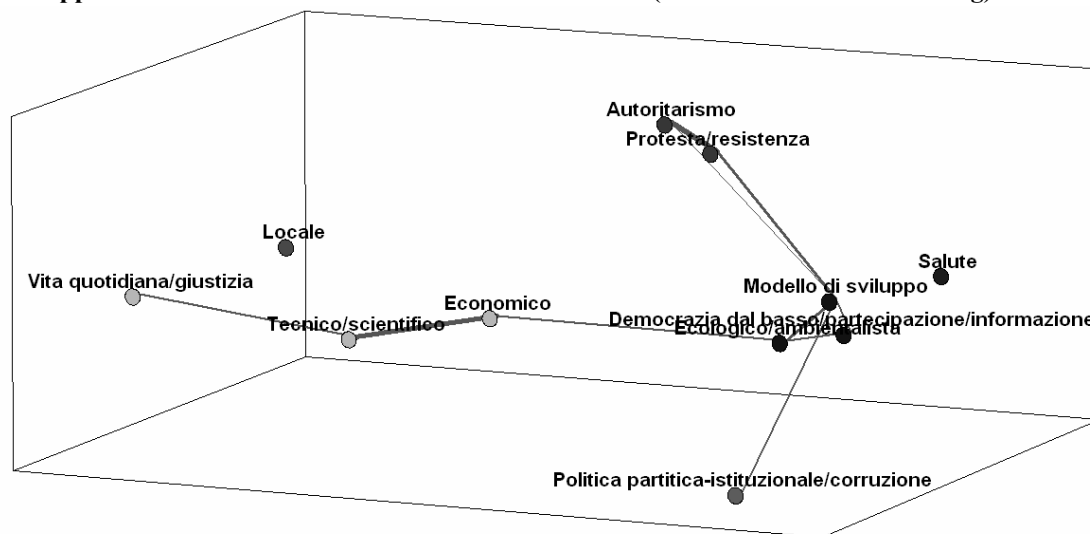 Autoritarismo
Protesta/resistenza
Locale
Salute
Vita quotidiana/giustizia
Modello di sviluppo
Economico
Democrazia dal basso/partecipazione/informazione
Tecnico/scientifico
Ecologico/ambientalista
Politica partitica-istituzionale/corruzione